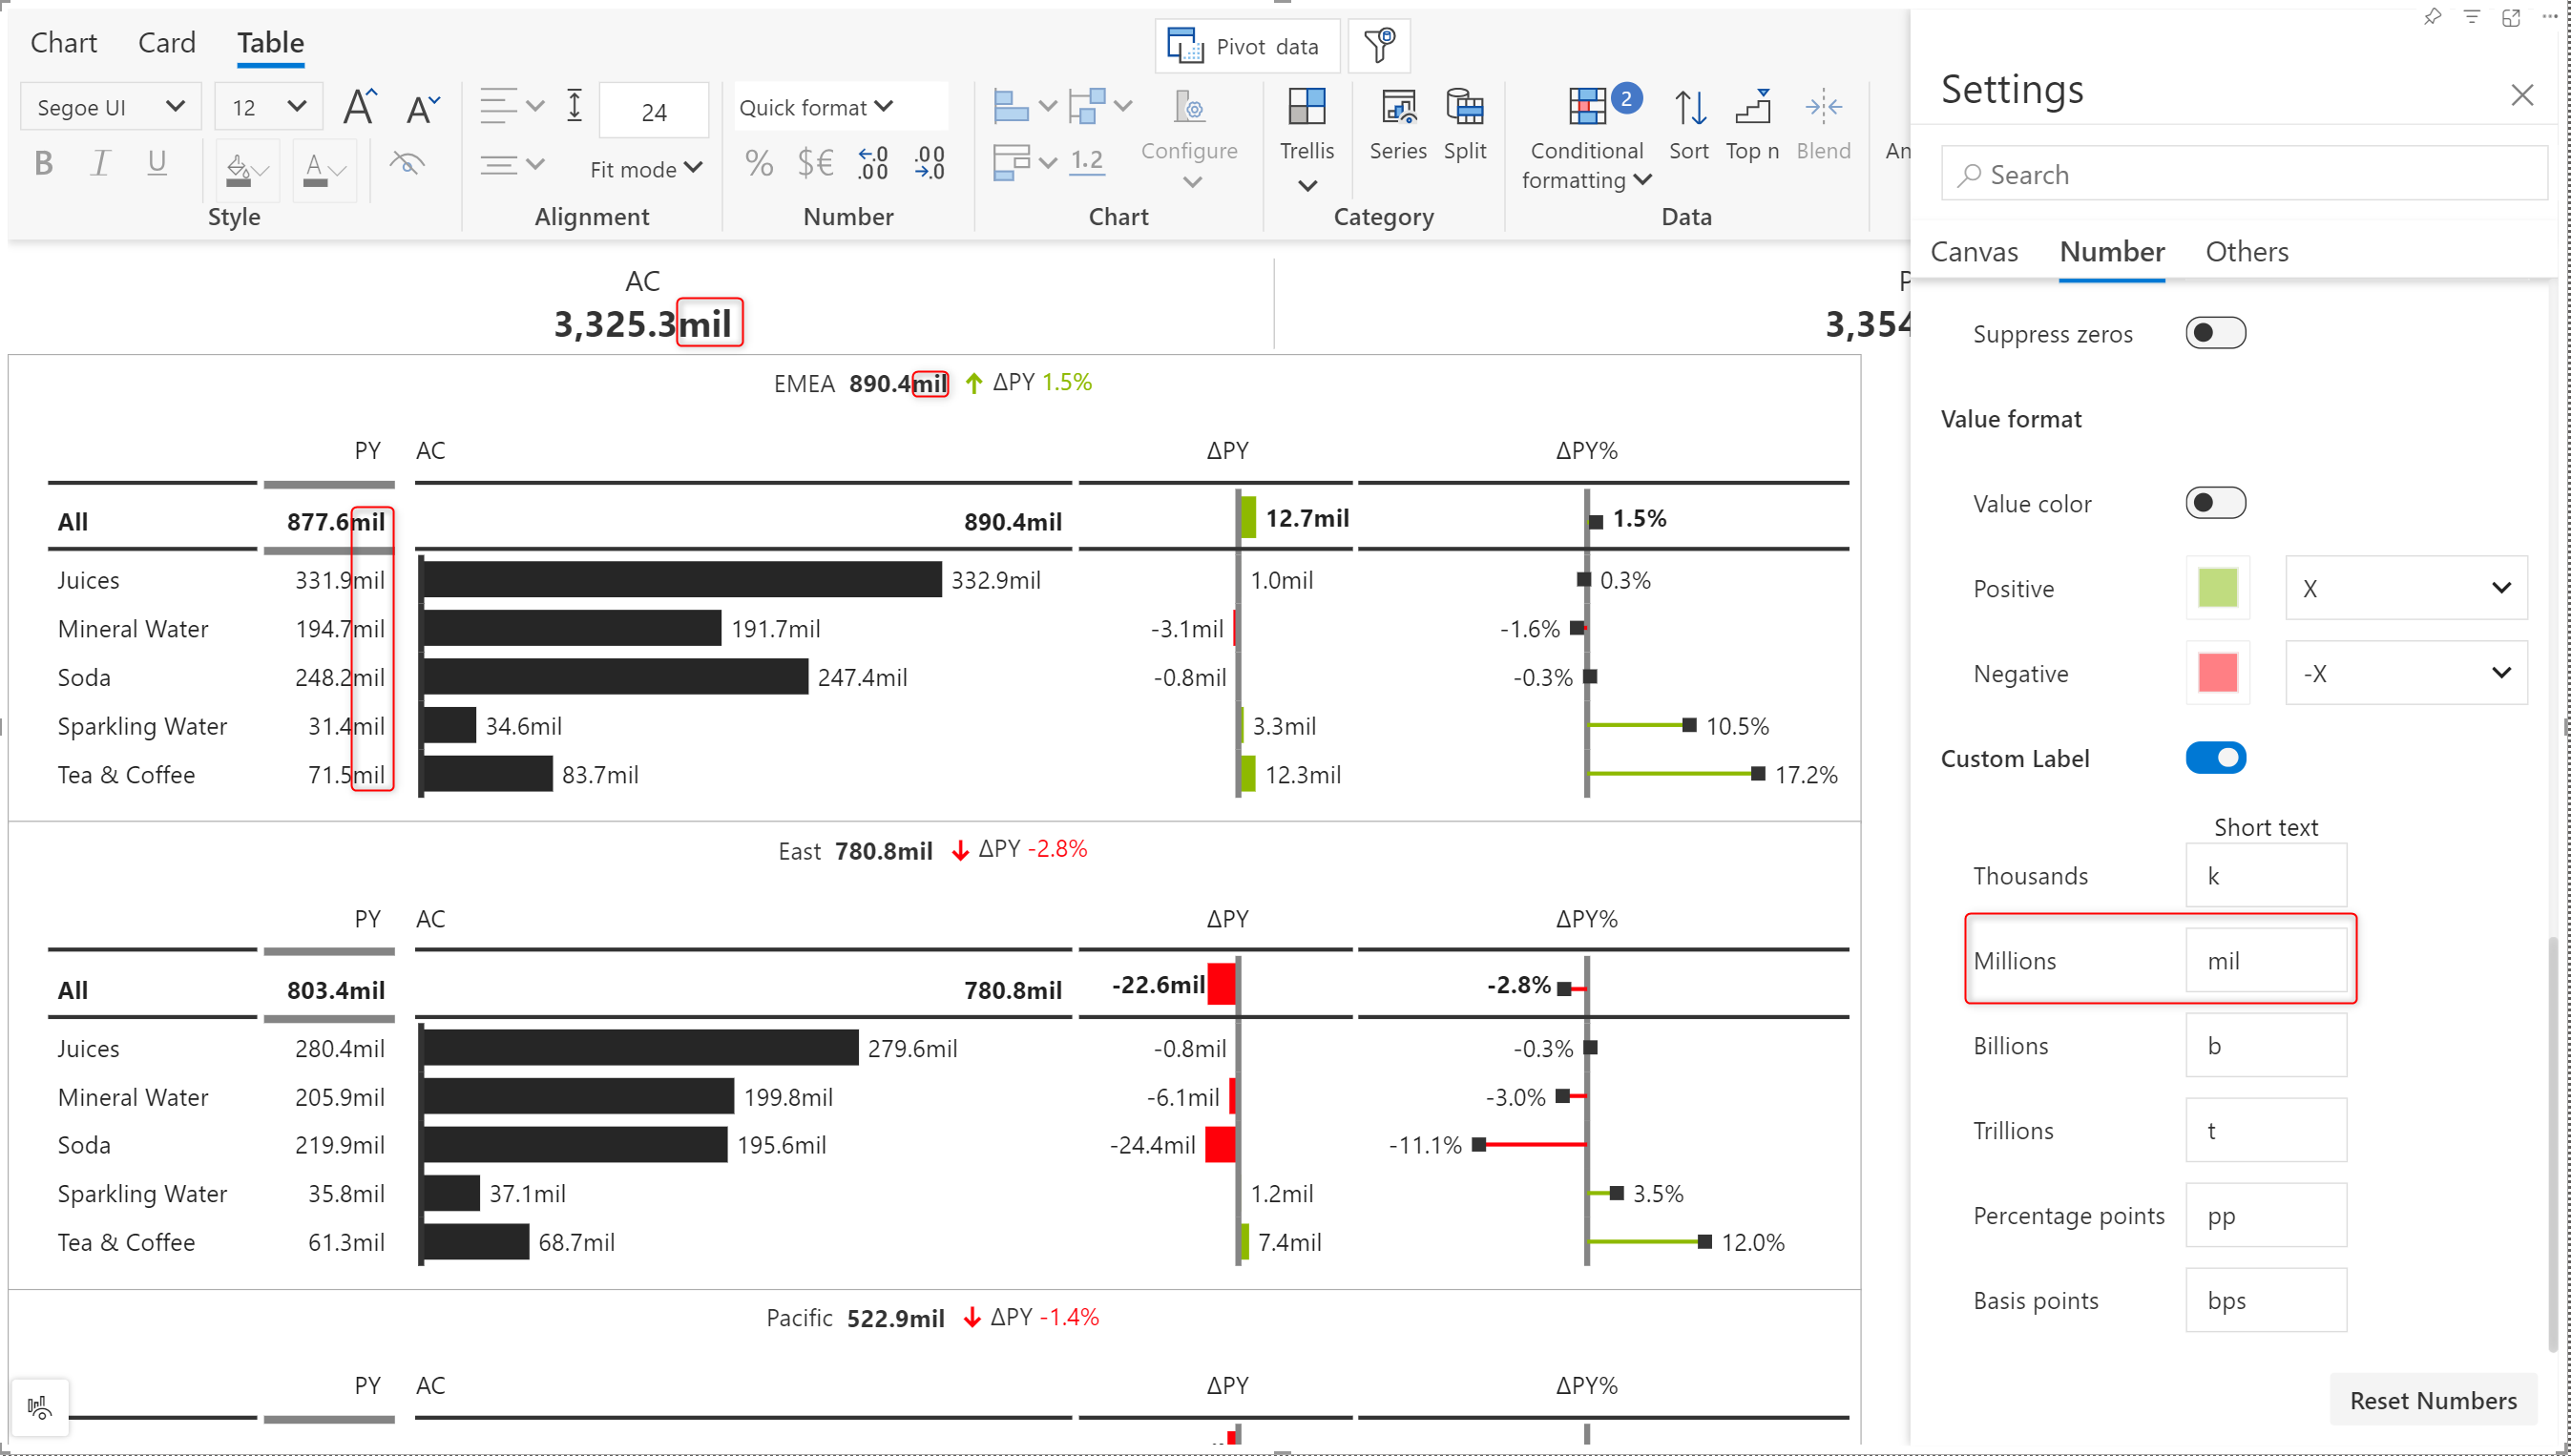 Chart Card Table
Pivot data
Segoe UI 12 24 Quick format
Fit mode
B I U A % $€ 1.2
Configure Trellis Series Split Conditional formatting 2 Sort Top n Blend An
Style Alignment Number Chart Category Data
AC
3,325.3mil 3,354
EMEA 890.4mil ΔPY 1.5%
PY AC ΔPY ΔPY%
All 877.6mil 890.4mil 12.7mil 1.5%
Juices 331.9mil 332.9mil 1.0mil 0.3%
Mineral Water 194.7mil 191.7mil -3.1mil -1.6%
Soda 248.2mil 247.4mil -0.8mil -0.3%
Sparkling Water 31.4mil 34.6mil 3.3mil 10.5%
Tea & Coffee 71.5mil 83.7mil 12.3mil 17.2%
East 780.8mil ΔPY -2.8%
PY AC ΔPY ΔPY%
All 803.4mil 780.8mil -22.6mil -2.8%
Juices 280.4mil 279.6mil -0.8mil -0.3%
Mineral Water 205.9mil 199.8mil -6.1mil -3.0%
Soda 219.9mil 195.6mil -24.4mil -11.1%
Sparkling Water 35.8mil 37.1mil 1.2mil 3.5%
Tea & Coffee 61.3mil 68.7mil 7.4mil 12.0%
Pacific 522.9mil ΔPY -1.4%
PY AC ΔPY ΔPY%
Settings
Search
Canvas Number Others
Suppress zeros
Value format
Value color
Positive X
Negative -X
Custom Label
Short text
Thousands k
Millions mil
Billions b
Trillions t
Percentage points pp
Basis points bps
Reset Numbers